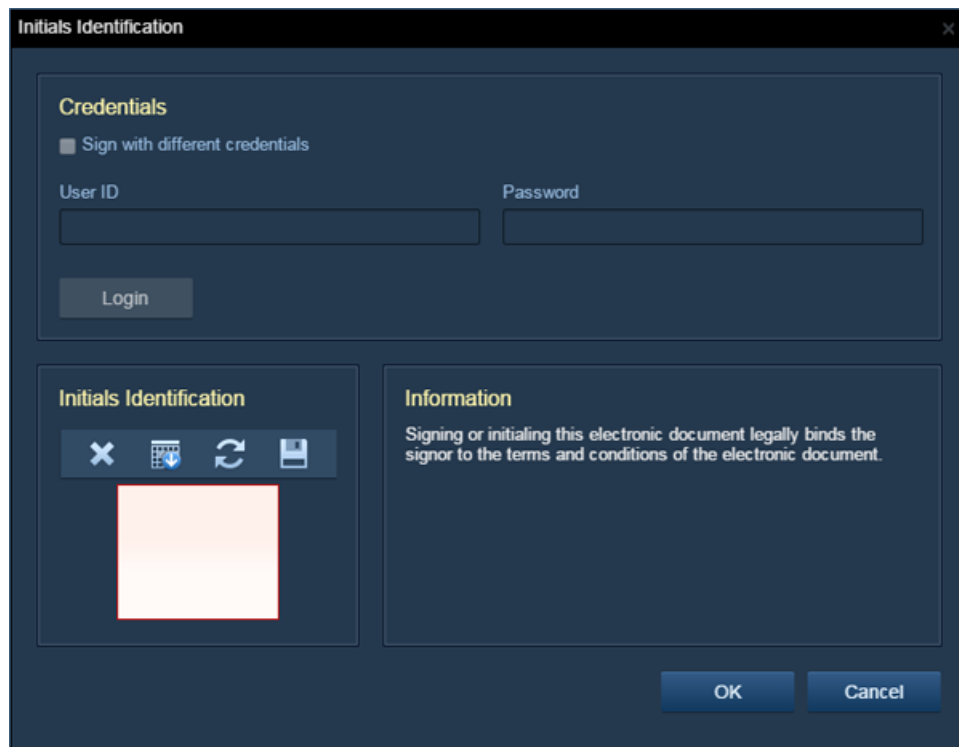 Initials Identification
Credentials
Sign with different credentials
User ID
Password
Login
Initials Identification
Information
Signing or initialing this electronic document legally binds the
signor to the terms and conditions of the electronic document.
OK
Cancel